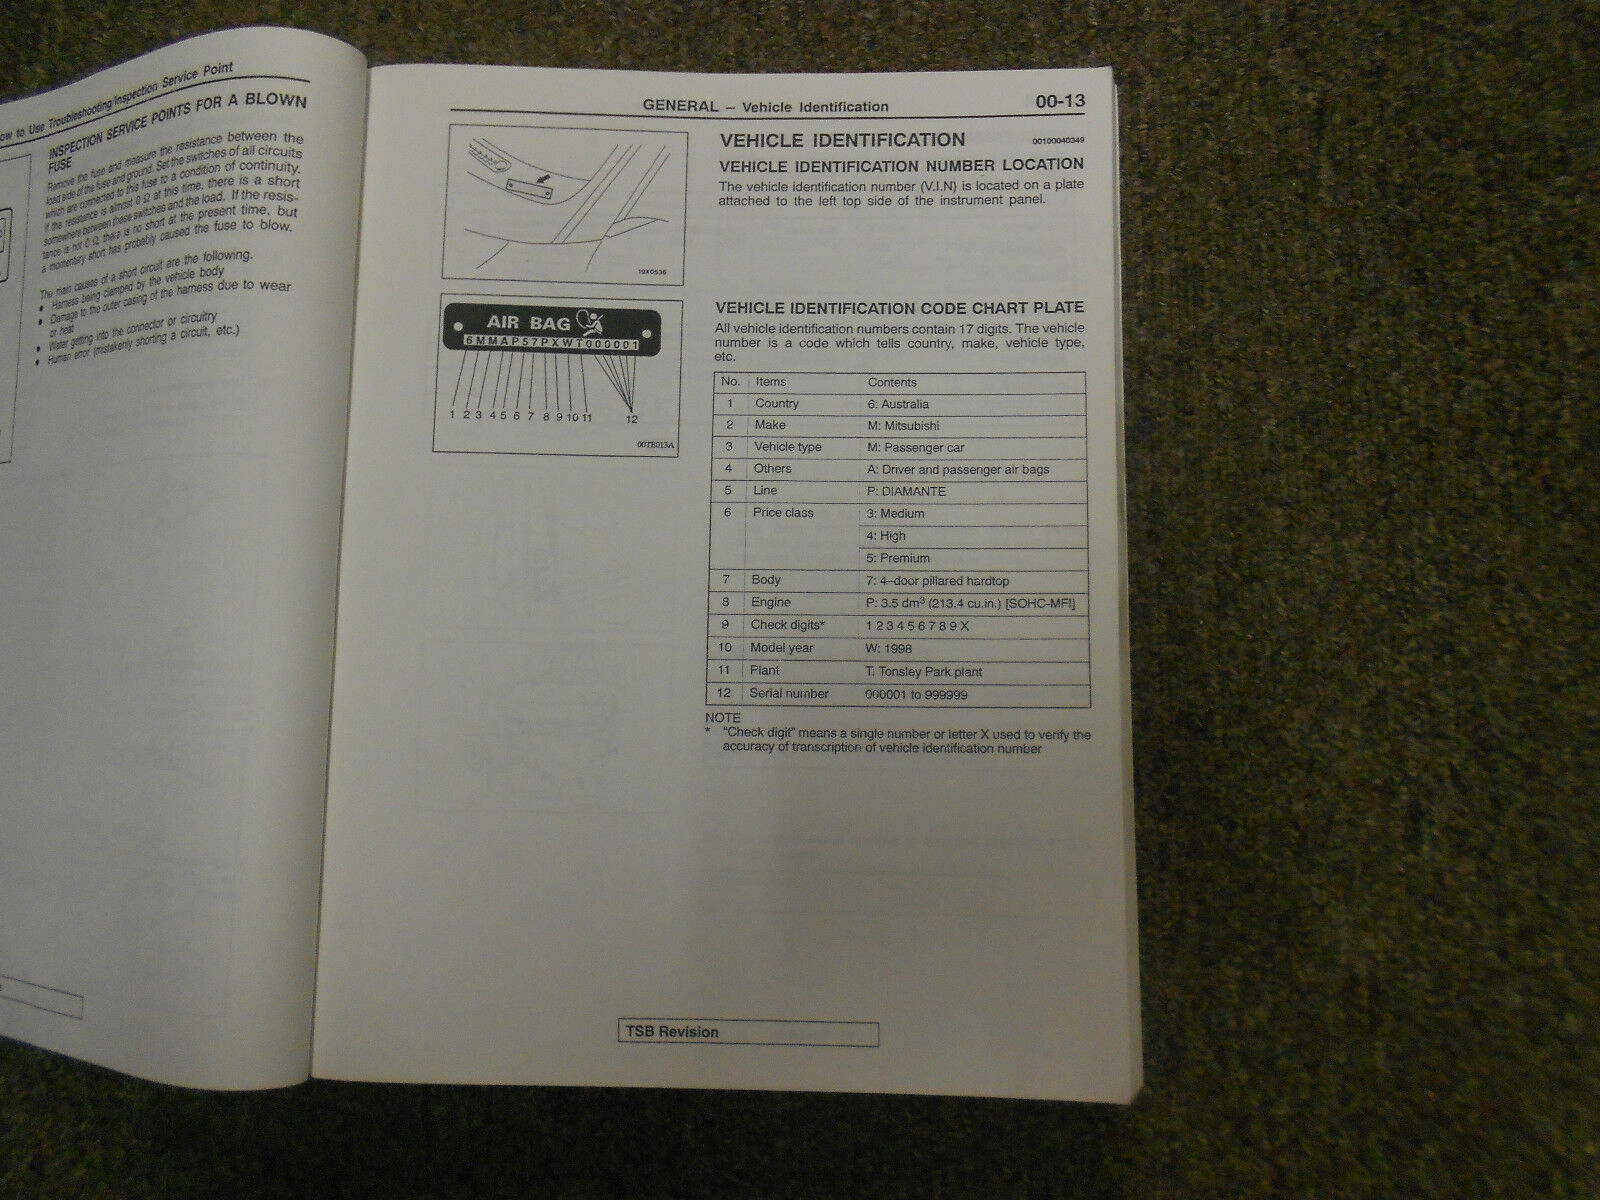 ow to Use Troubleshooting/Inspection Service Point
INSPECTION SERVICE POINTS FOR A BLOWN
FUSE
Remove the fuse and measure the resistance between the
load side of the fuse and ground. Set the switches of all circuits
which are connected to this fuse to a condition of continuity.
If the resistance is almost 0 Ω at this time, there is a short
somewhere between these switches and the load. If the resis-
tance is not 0 Ω, there is no short at the present time, but
a momentary short has probably caused the fuse to blow.
The main causes of a short circuit are the following.
• Harness being clamped by the vehicle body
• Damage to the outer casing of the harness due to wear
or heat
• Water getting into the connector or circuitry
• Human error (mistakenly shorting a circuit, etc.)
GENERAL – Vehicle Identification
00-13
19X0536
AIR BAG
6MMAP57PXWT000001
1 2 3 4 5 6 7 8 9 10 11 12
00TE013A
VEHICLE IDENTIFICATION
00100040349
VEHICLE IDENTIFICATION NUMBER LOCATION
The vehicle identification number (V.I.N) is located on a plate
attached to the left top side of the instrument panel.
VEHICLE IDENTIFICATION CODE CHART PLATE
All vehicle identification numbers contain 17 digits. The vehicle
number is a code which tells country, make, vehicle type,
etc.
No. Items Contents
1 Country 6: Australia
2 Make M: Mitsubishi
3 Vehicle type M: Passenger car
4 Others A: Driver and passenger air bags
5 Line P: DIAMANTE
6 Price class 3: Medium
4: High
5: Premium
7 Body 7: 4–door pillared hardtop
8 Engine P: 3.5 dm³ (213.4 cu.in.) [SOHC-MFI]
9 Check digits* 1 2 3 4 5 6 7 8 9 X
10 Model year W: 1998
11 Plant T: Tonsley Park plant
12 Serial number 000001 to 999999
NOTE
* "Check digit" means a single number or letter X used to verify the
accuracy of transcription of vehicle identification number
TSB Revision